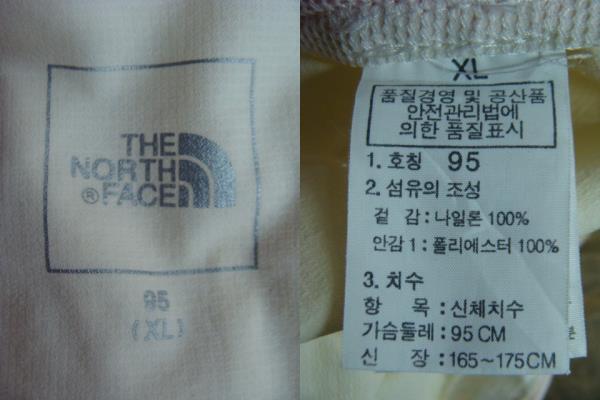 THE
NORTH
®FACE
95
(XL)
XL
품질경영 및 공산품
안전관리법에
의한 품질표시
1. 호칭 95
2. 섬유의 조성
겉 감 : 나일론 100%
안감 1 : 폴리에스터 100%
3. 치수
항 목 : 신체치수
가슴둘레 : 95 CM
신 장 : 165~175CM